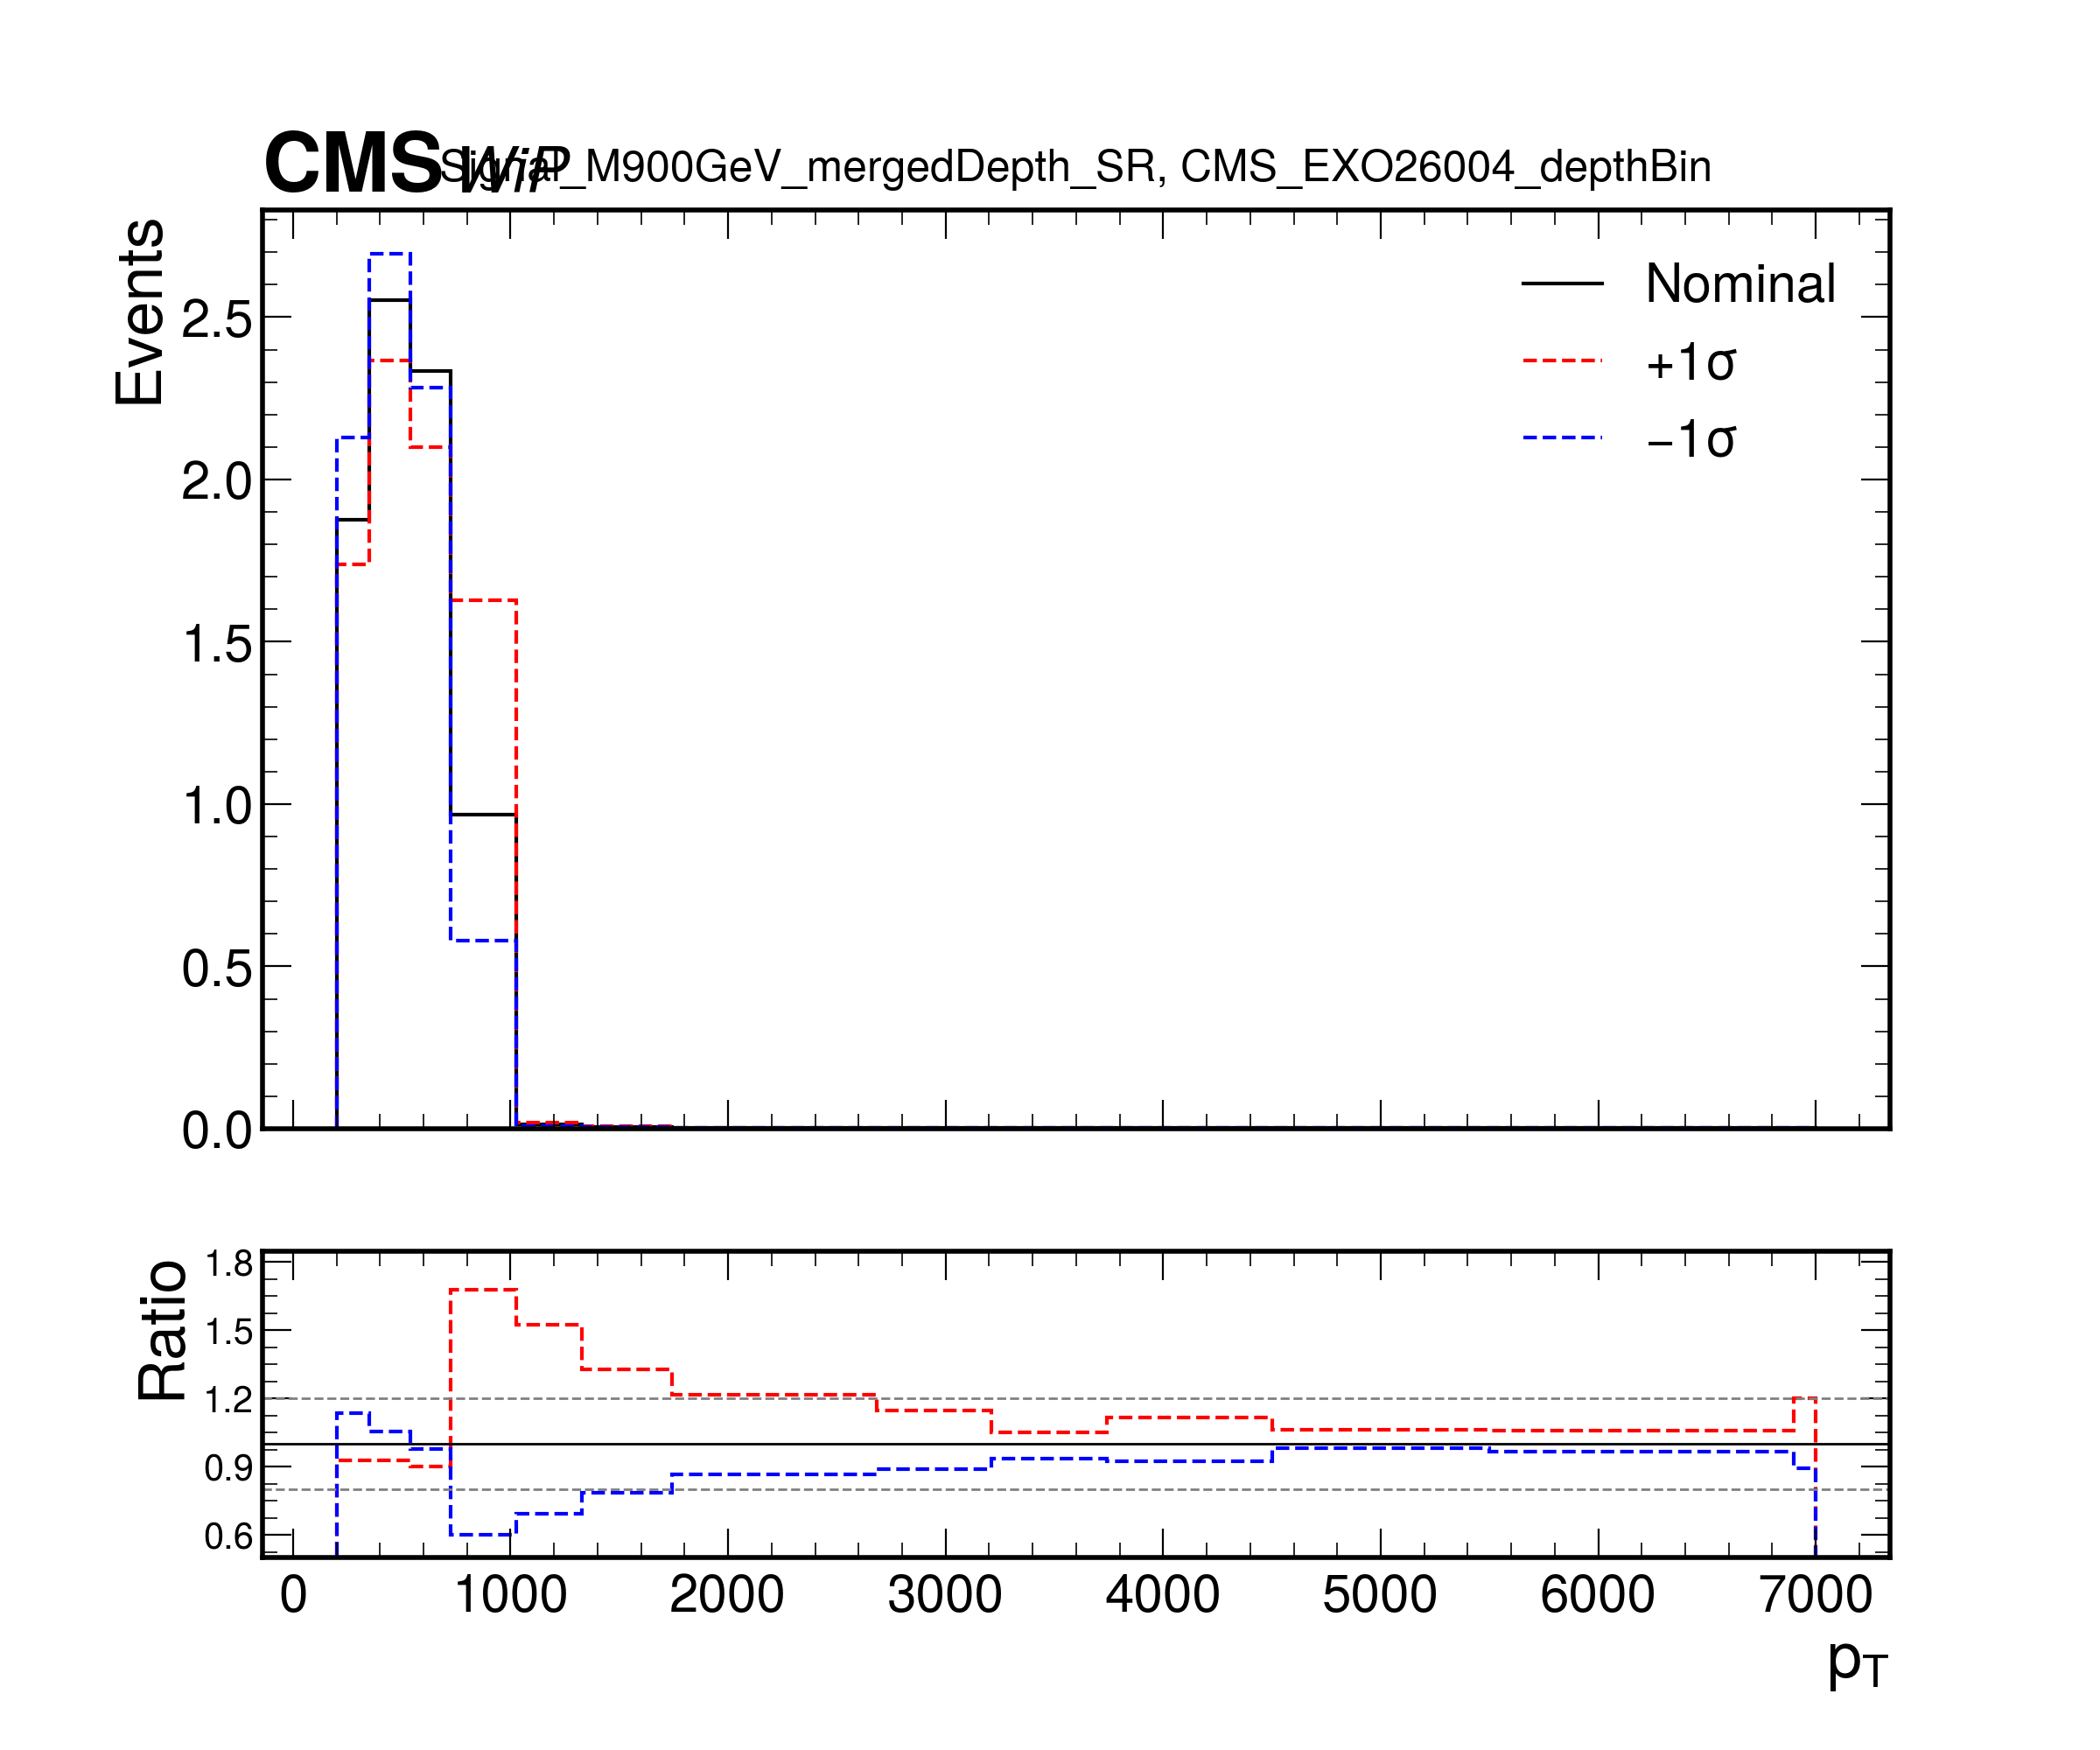 CMS WiP Signal_M900GeV_mergedDepth_SR, CMS_EXO26004_depthBin
Events
2.5
2.0
1.5
1.0
0.5
0.0
Nominal
+1σ
−1σ
Ratio
1.8
1.5
1.2
0.9
0.6
0 1000 2000 3000 4000 5000 6000 7000
pT